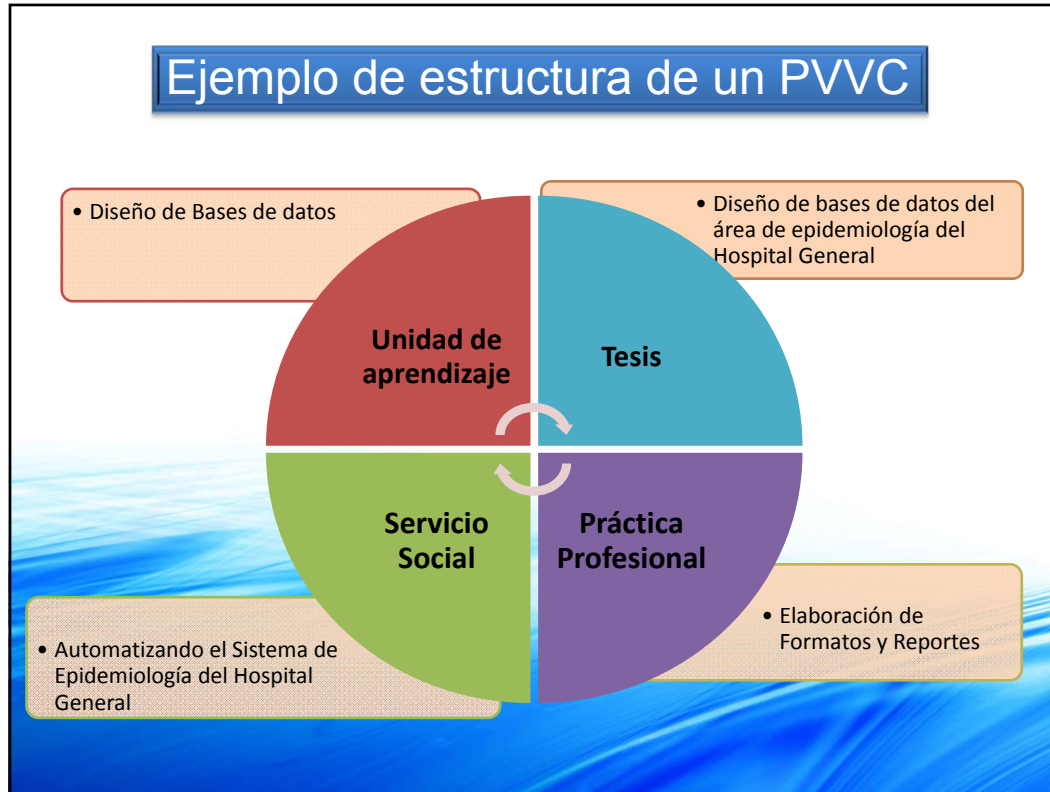 Ejemplo de estructura de un PVVC
• Diseño de Bases de datos
• Diseño de bases de datos del
área de epidemiología del
Hospital General
Unidad de
aprendizaje
Tesis
Servicio
Social
Práctica
Profesional
• Automatizando el Sistema de
Epidemiología del Hospital
General
• Elaboración de
Formatos y Reportes